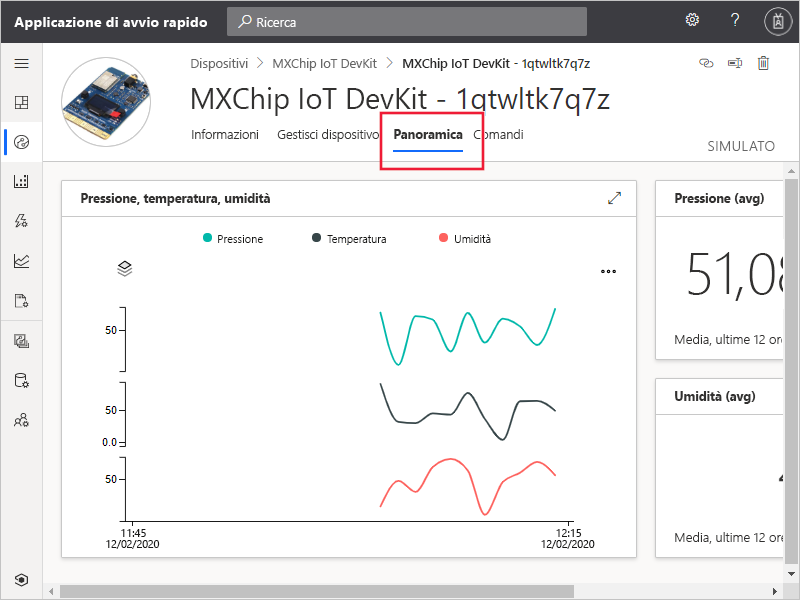 Applicazione di avvio rapido
Ricerca
?
Dispositivi > MXChip IoT DevKit > MXChip IoT DevKit - 1qtwltk7q7z
MXChip IoT DevKit - 1qtwltk7q7z
Informazioni Gestisci dispositivo Panoramica Comandi
SIMULATO
Pressione, temperatura, umidità
Pressione Temperatura Umidità
50
50
0.0
50
11:45
12/02/2020
12:15
12/02/2020
Pressione (avg)
51,08
Media, ultime 12 ore
Umidità (avg)
Media, ultime 12 ore